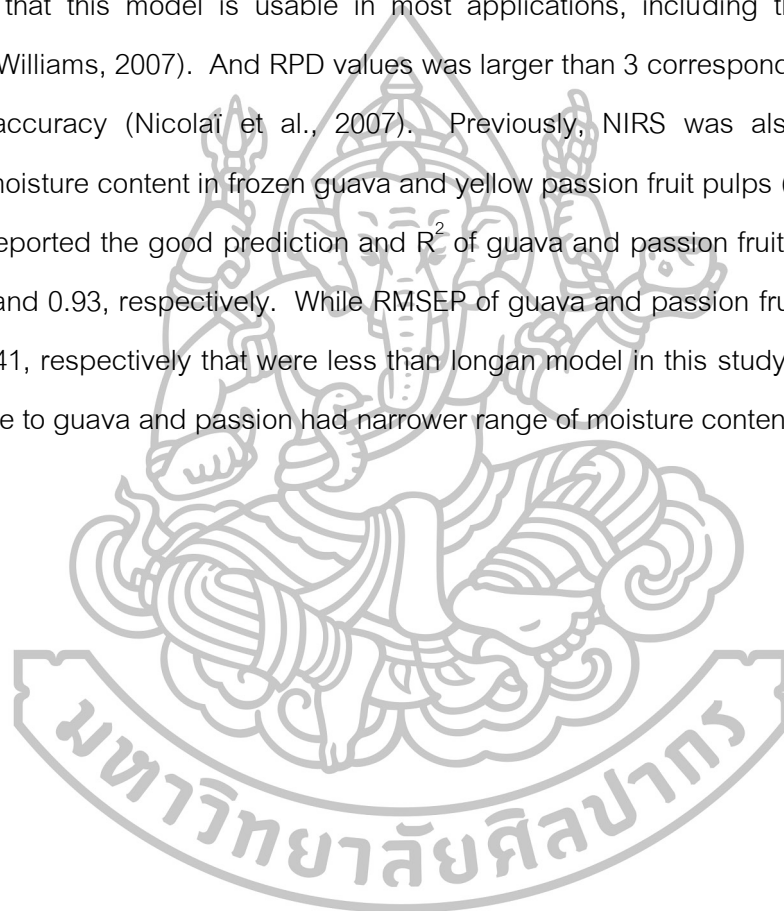 that this model is usable in most applications, including
Williams, 2007). And RPD values was larger than 3
accuracy (Nicolaï et al., 2007). Previously, NIRS was
moisture content in frozen guava and yellow passion fruit pulps
reported the good prediction and R² of guava and passion fruit
and 0.93, respectively. While RMSEP of guava and passion
41, respectively that were less than longan model in this study
to guava and passion had narrower range of moisture
มหาวิทยาลัยศิลปากร